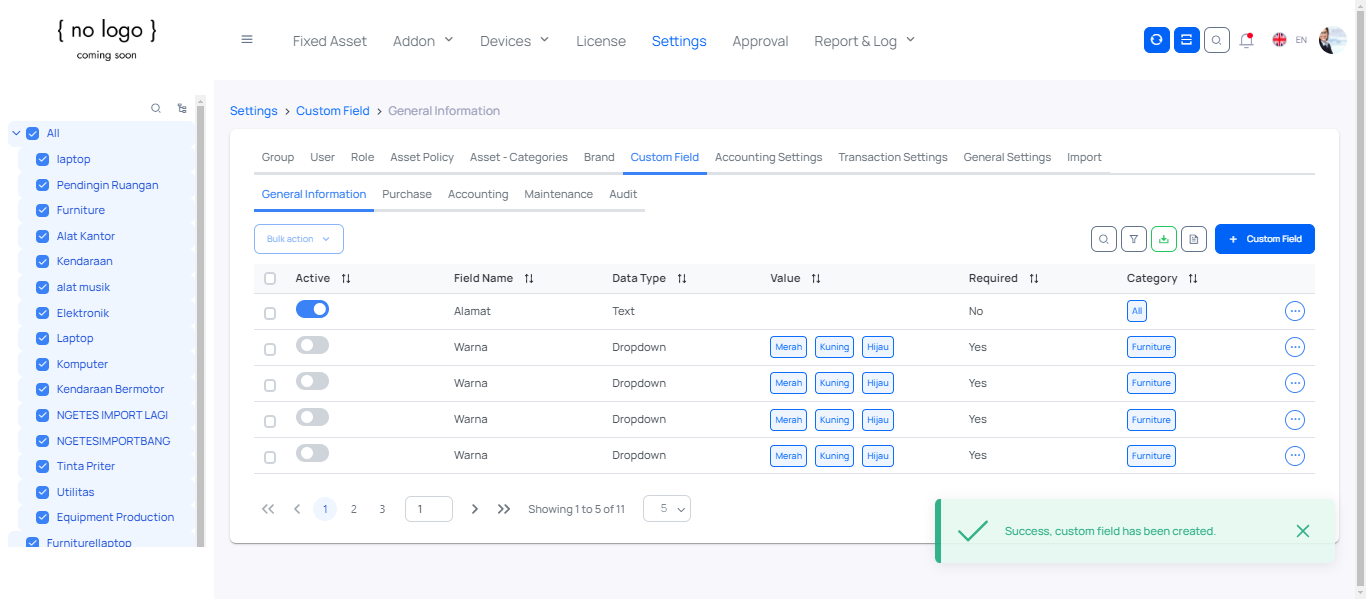 { no logo }
coming soon
Fixed Asset Addon Devices License Settings Approval Report & Log EN
All
laptop
Pendingin Ruangan
Furniture
Alat Kantor
Kendaraan
alat musik
Elektronik
Laptop
Komputer
Kendaraan Bermotor
NGETES IMPORT LAGI
NGETESIMPORTBANG
Tinta Priter
Utilitas
Equipment Production
Furniturellaptop
Settings > Custom Field > General Information
Group User Role Asset Policy Asset - Categories Brand Custom Field Accounting Settings Transaction Settings General Settings Import
General Information Purchase Accounting Maintenance Audit
Bulk action + Custom Field
Active Field Name Data Type Value Required Category
Alamat Text No All
Warna Dropdown Merah Kuning Hijau Yes Furniture
Warna Dropdown Merah Kuning Hijau Yes Furniture
Warna Dropdown Merah Kuning Hijau Yes Furniture
Warna Dropdown Merah Kuning Hijau Yes Furniture
1 2 3 1 Showing 1 to 5 of 11 5
Success, custom field has been created.